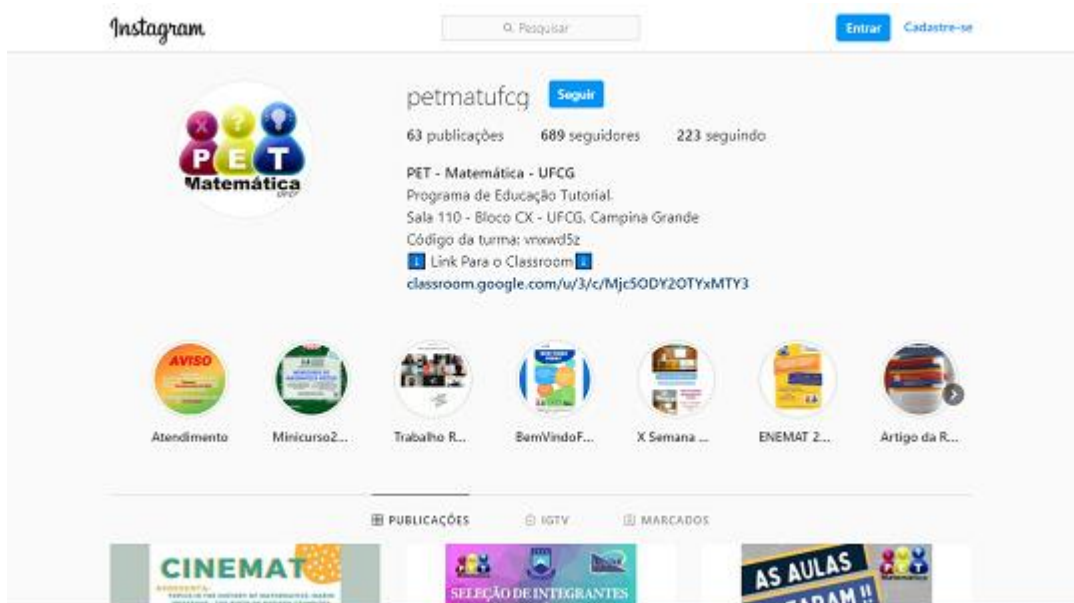 Instagram
Pesquisar
Entrar
Cadastre-se
petmatufcg
Seguir
63 publicações 689 seguidores 223 seguindo
PET
Matemática
UFCG
PET - Matemática - UFCG
Programa de Educação Tutorial.
Sala 110 - Bloco CX - UFCG, Campina Grande
Código da turma: vnxwd5z
Link Para o Classroom
classroom.google.com/u/3/c/Mjc5ODY2OTYxMTY3
AVISO
Atendimento
Minicurso2...
Trabalho R...
BemVindoF...
X Semana ...
ENEMAT 2...
Artigo da R...
PUBLICAÇÕES
IGTV
MARCADOS
CINEMAT
APRESENTA:
SELEÇÃO DE INTEGRANTES
AS AULAS